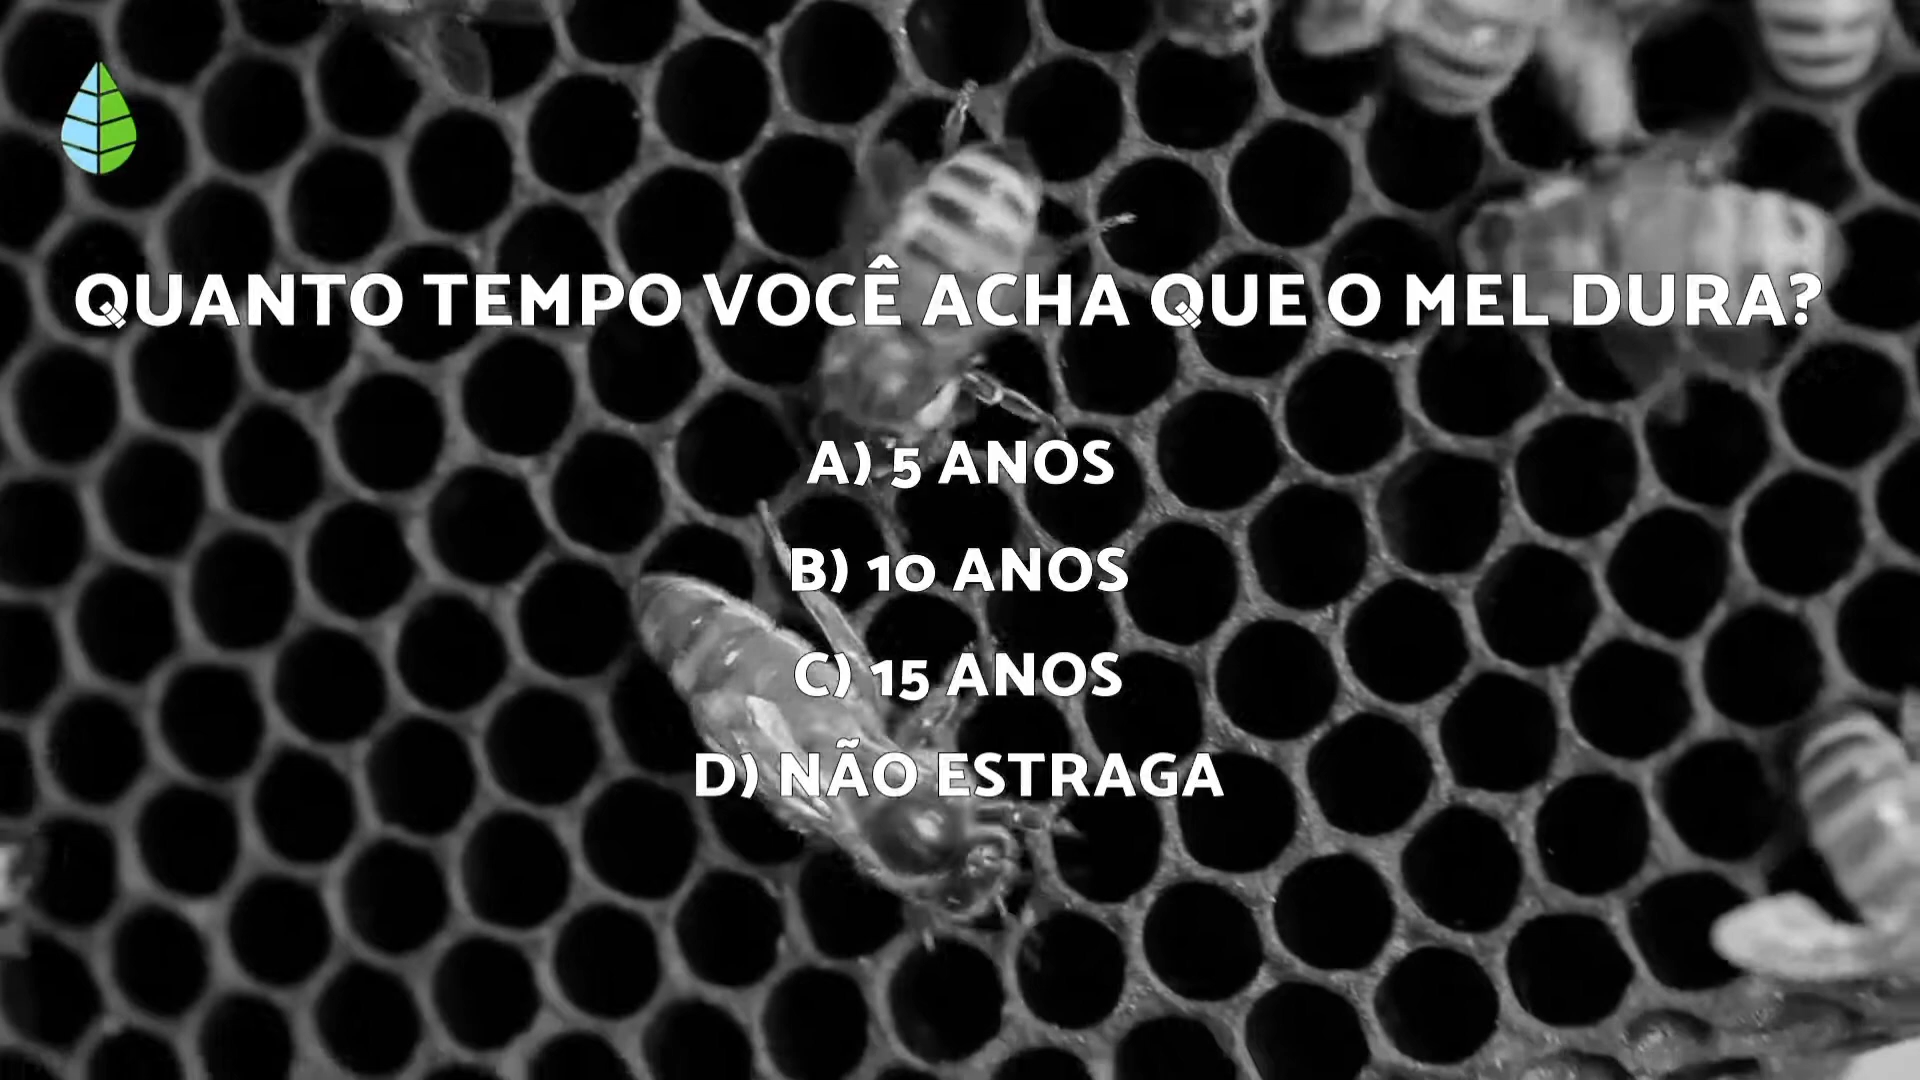 QUANTO TEMPO VOCÊ ACHA QUE O MEL DURA?
A) 5 ANOS
B) 10 ANOS
C) 15 ANOS
D) NÃO ESTRAGA